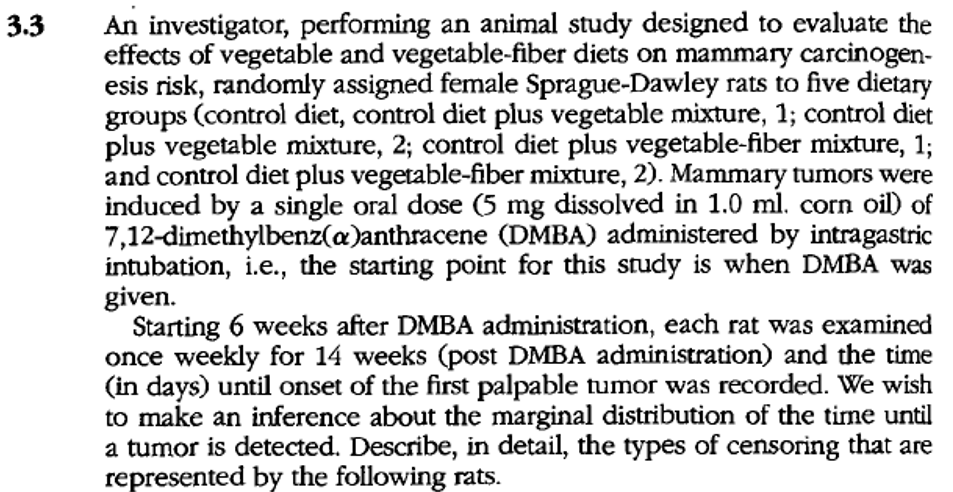 3.3 An investigator, performing an animal study designed to evaluate the
effects of vegetable and vegetable-fiber diets on mammary carcinogen-
esis risk, randomly assigned female Sprague-Dawley rats to five dietary
groups (control diet, control diet plus vegetable mixture, 1; control diet
plus vegetable mixture, 2; control diet plus vegetable-fiber mixture, 1;
and control diet plus vegetable-fiber mixture, 2). Mammary tumors were
induced by a single oral dose (5 mg dissolved in 1.0 ml. corn oil) of
7,12-dimethylbenz(α)anthracene (DMBA) administered by intragastric
intubation, i.e., the starting point for this study is when DMBA was
given.
Starting 6 weeks after DMBA administration, each rat was examined
once weekly for 14 weeks (post DMBA administration) and the time
(in days) until onset of the first palpable tumor was recorded. We wish
to make an inference about the marginal distribution of the time until
a tumor is detected. Describe, in detail, the types of censoring that are
represented by the following rats.